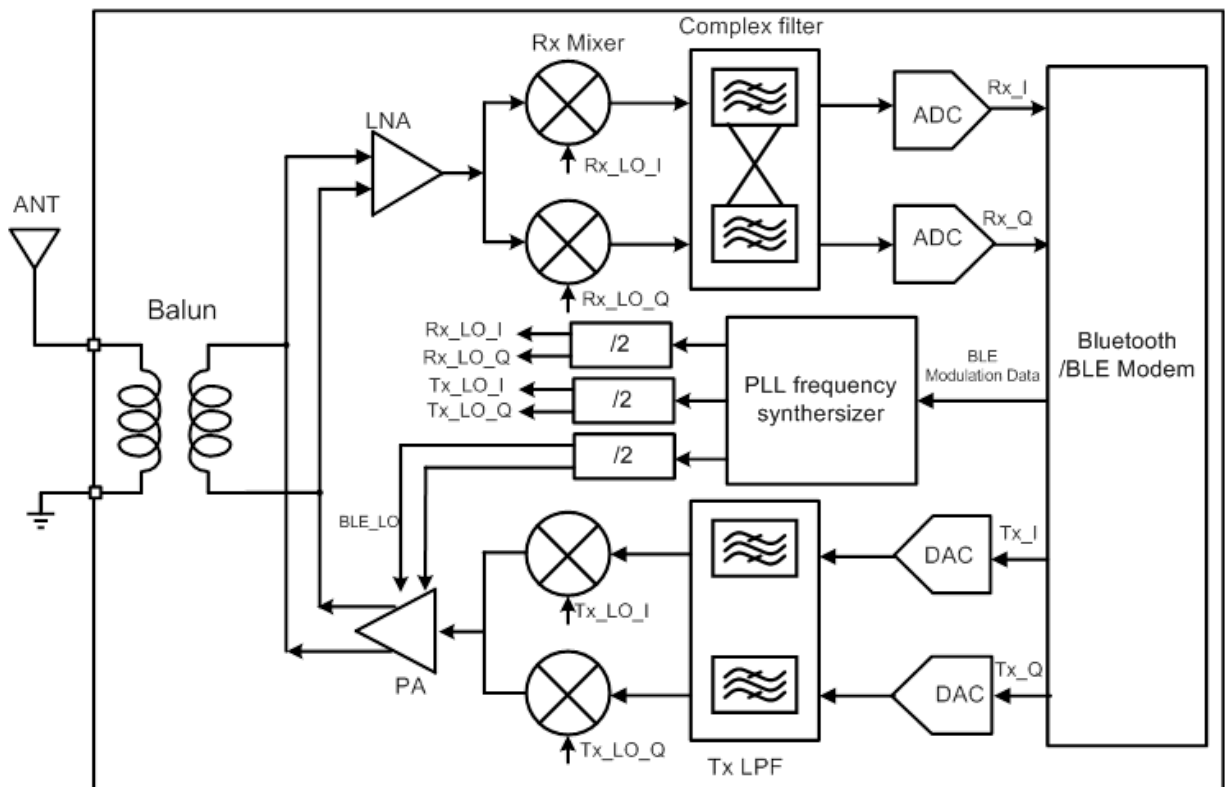 Complex filter
Rx Mixer
Rx_I
LNA
ADC
Rx_LO_I
ANT
Rx_Q
ADC
Rx_LO_Q
Balun
Rx_LO_I
/2
Rx_LO_Q
Bluetooth
/BLE Modem
BLE
Modulation Data
PLL frequency
synthersizer
Tx_LO_I
/2
Tx_LO_Q
/2
BLE_LO
Tx_I
DAC
Tx_LO_I
Tx_Q
PA
DAC
Tx_LO_Q
Tx LPF